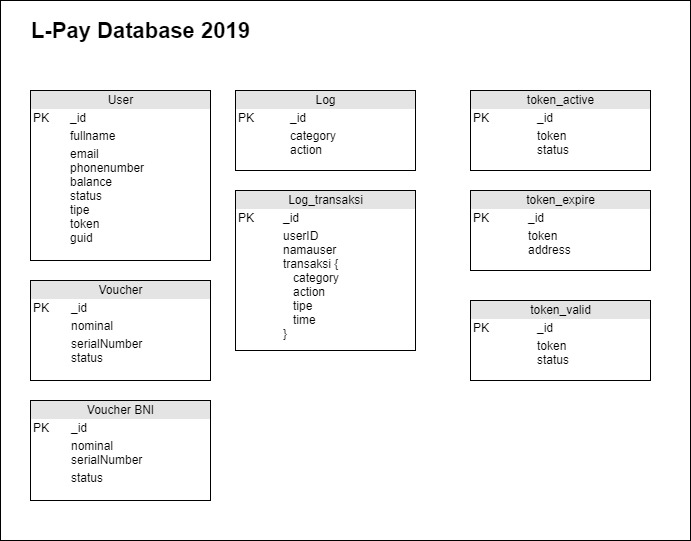 L-Pay Database 2019
User
PK _id
fullname
email
phonenumber
balance
status
tipe
token
guid
Voucher
PK _id
nominal
serialNumber
status
Voucher BNI
PK _id
nominal
serialNumber
status
Log
PK _id
category
action
Log_transaksi
PK _id
userID
namauser
transaksi {
category
action
tipe
time
}
token_active
PK _id
token
status
token_expire
PK _id
token
address
token_valid
PK _id
token
status